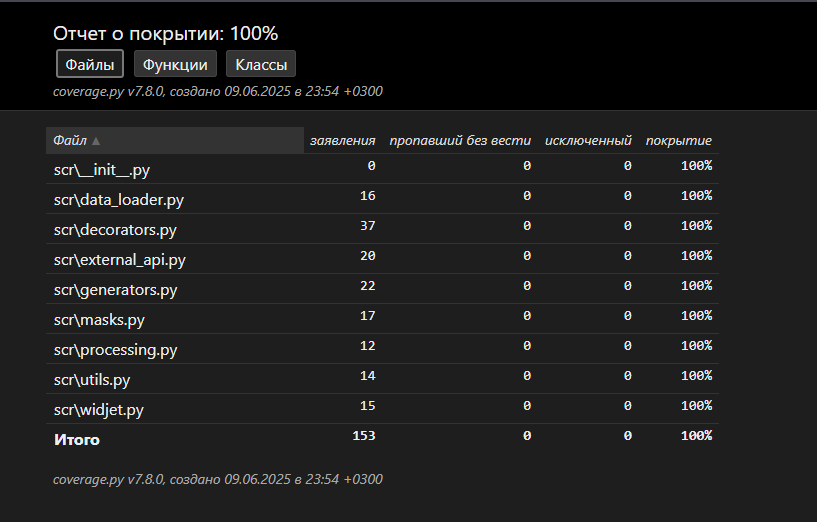 Отчет о покрытии: 100%
Файлы Функции Классы
coverage.py v7.8.0, создано 09.06.2025 в 23:54 +0300
Файл ▲ заявления пропавший без вести исключенный покрытие
scr\__init__.py 0 0 0 100%
scr\data_loader.py 16 0 0 100%
scr\decorators.py 37 0 0 100%
scr\external_api.py 20 0 0 100%
scr\generators.py 22 0 0 100%
scr\masks.py 17 0 0 100%
scr\processing.py 12 0 0 100%
scr\utils.py 14 0 0 100%
scr\widjet.py 15 0 0 100%
Итого 153 0 0 100%
coverage.py v7.8.0, создано 09.06.2025 в 23:54 +0300